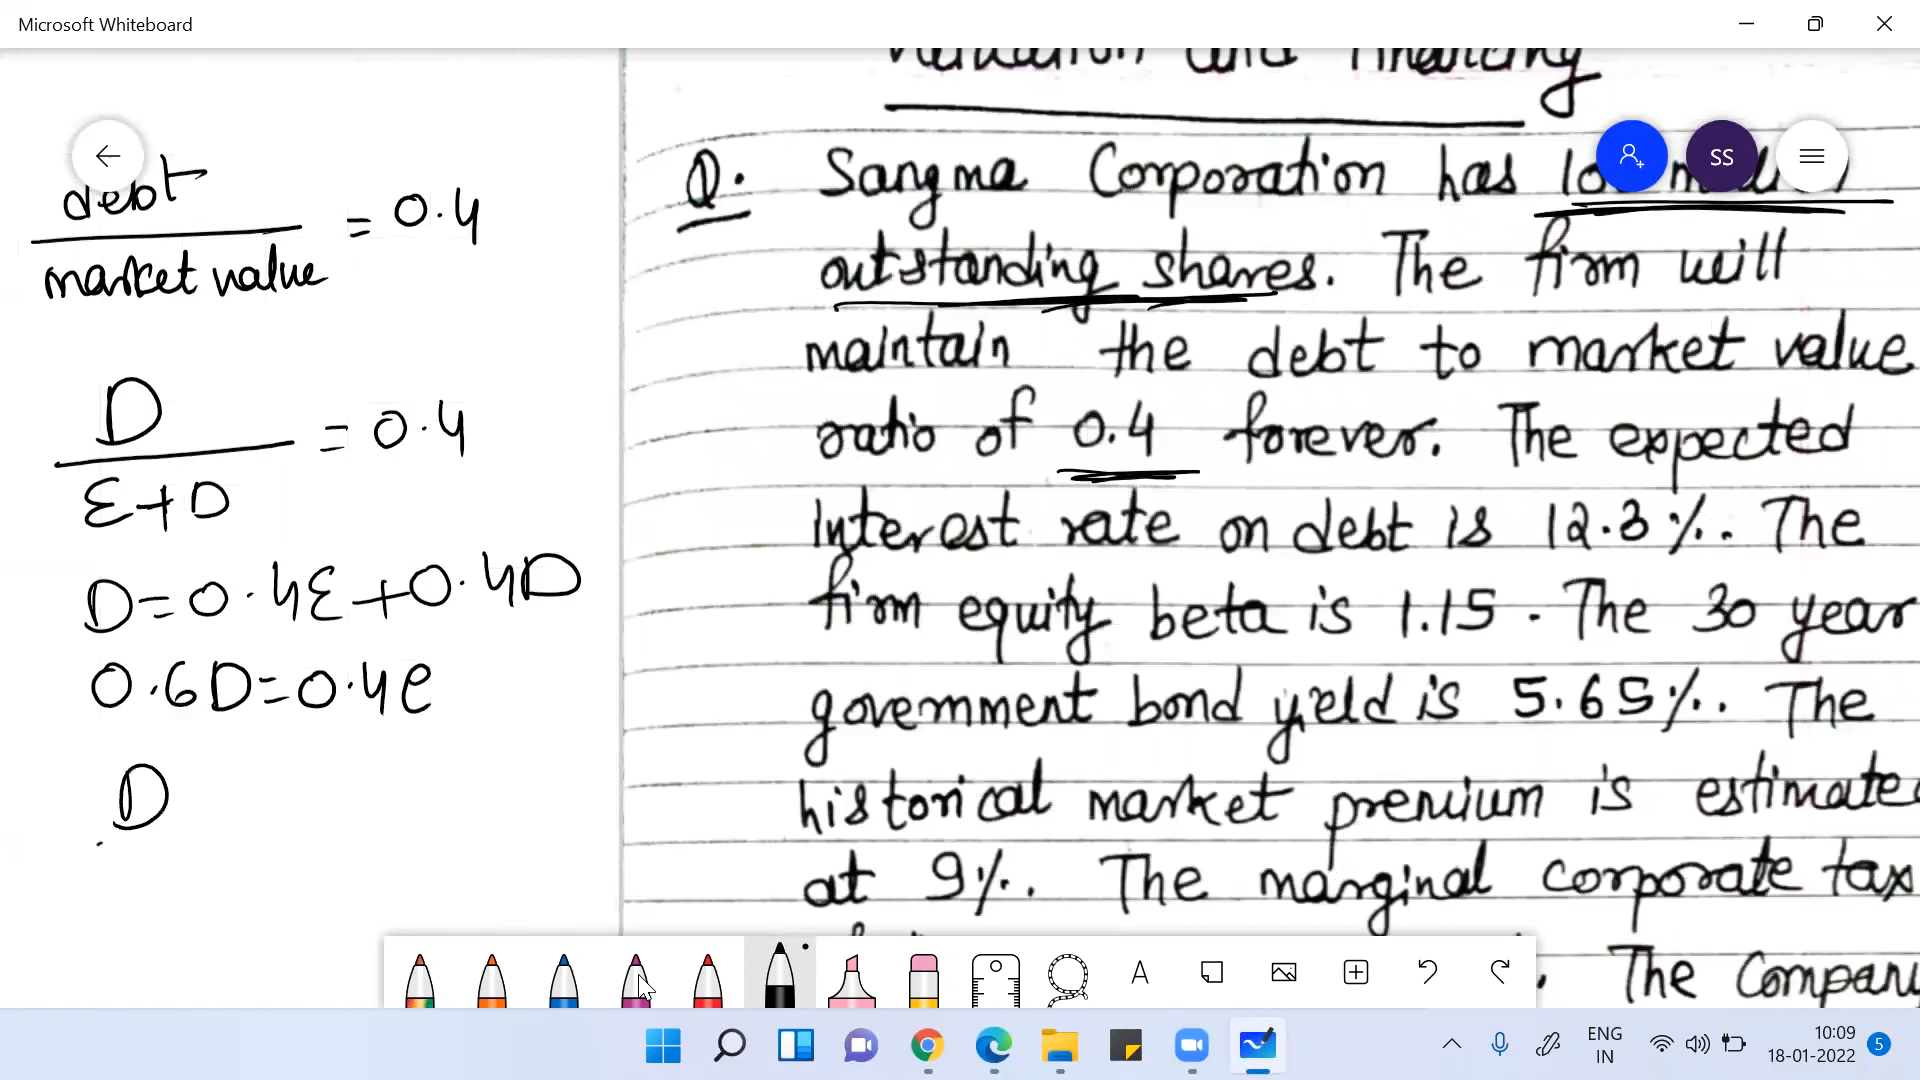 Microsoft Whiteboard
debt
market value
= 0.4
D
E+D
= 0.4
D=0.4E+0.4D
0.6D=0.4E
D
and Financing
SS
Q. Sangma Corporation has
outstanding shares. The firm will
maintain the debt to market value
ratio of 0.4 forever. The expected
interest rate on debt is 12.3%. The
firm equity beta is 1.15. The 30 year
government bond yield is 5.65%. The
historical market premium is estimate
at 9%. The marginal corporate tax
. The Company
A
ENG
IN
10:09
18-01-2022
5